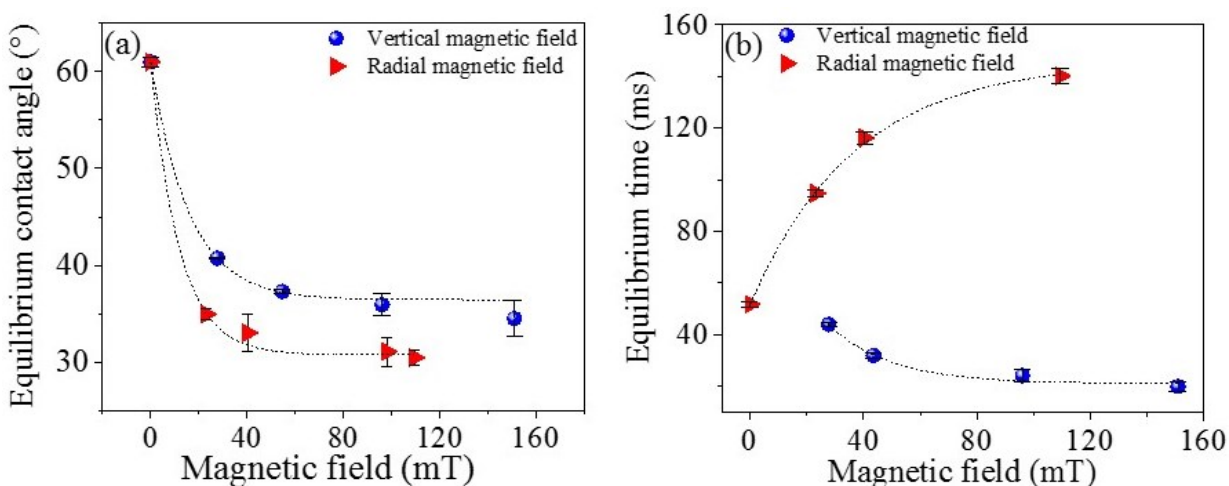 (a)
Vertical magnetic field
Radial magnetic field
Equilibrium contact angle (°)
60
50
40
30
0 40 80 120 160
Magnetic field (mT)
(b)
Vertical magnetic field
Radial magnetic field
Equilibrium time (ms)
160
120
80
40
0 40 80 120 160
Magnetic field (mT)